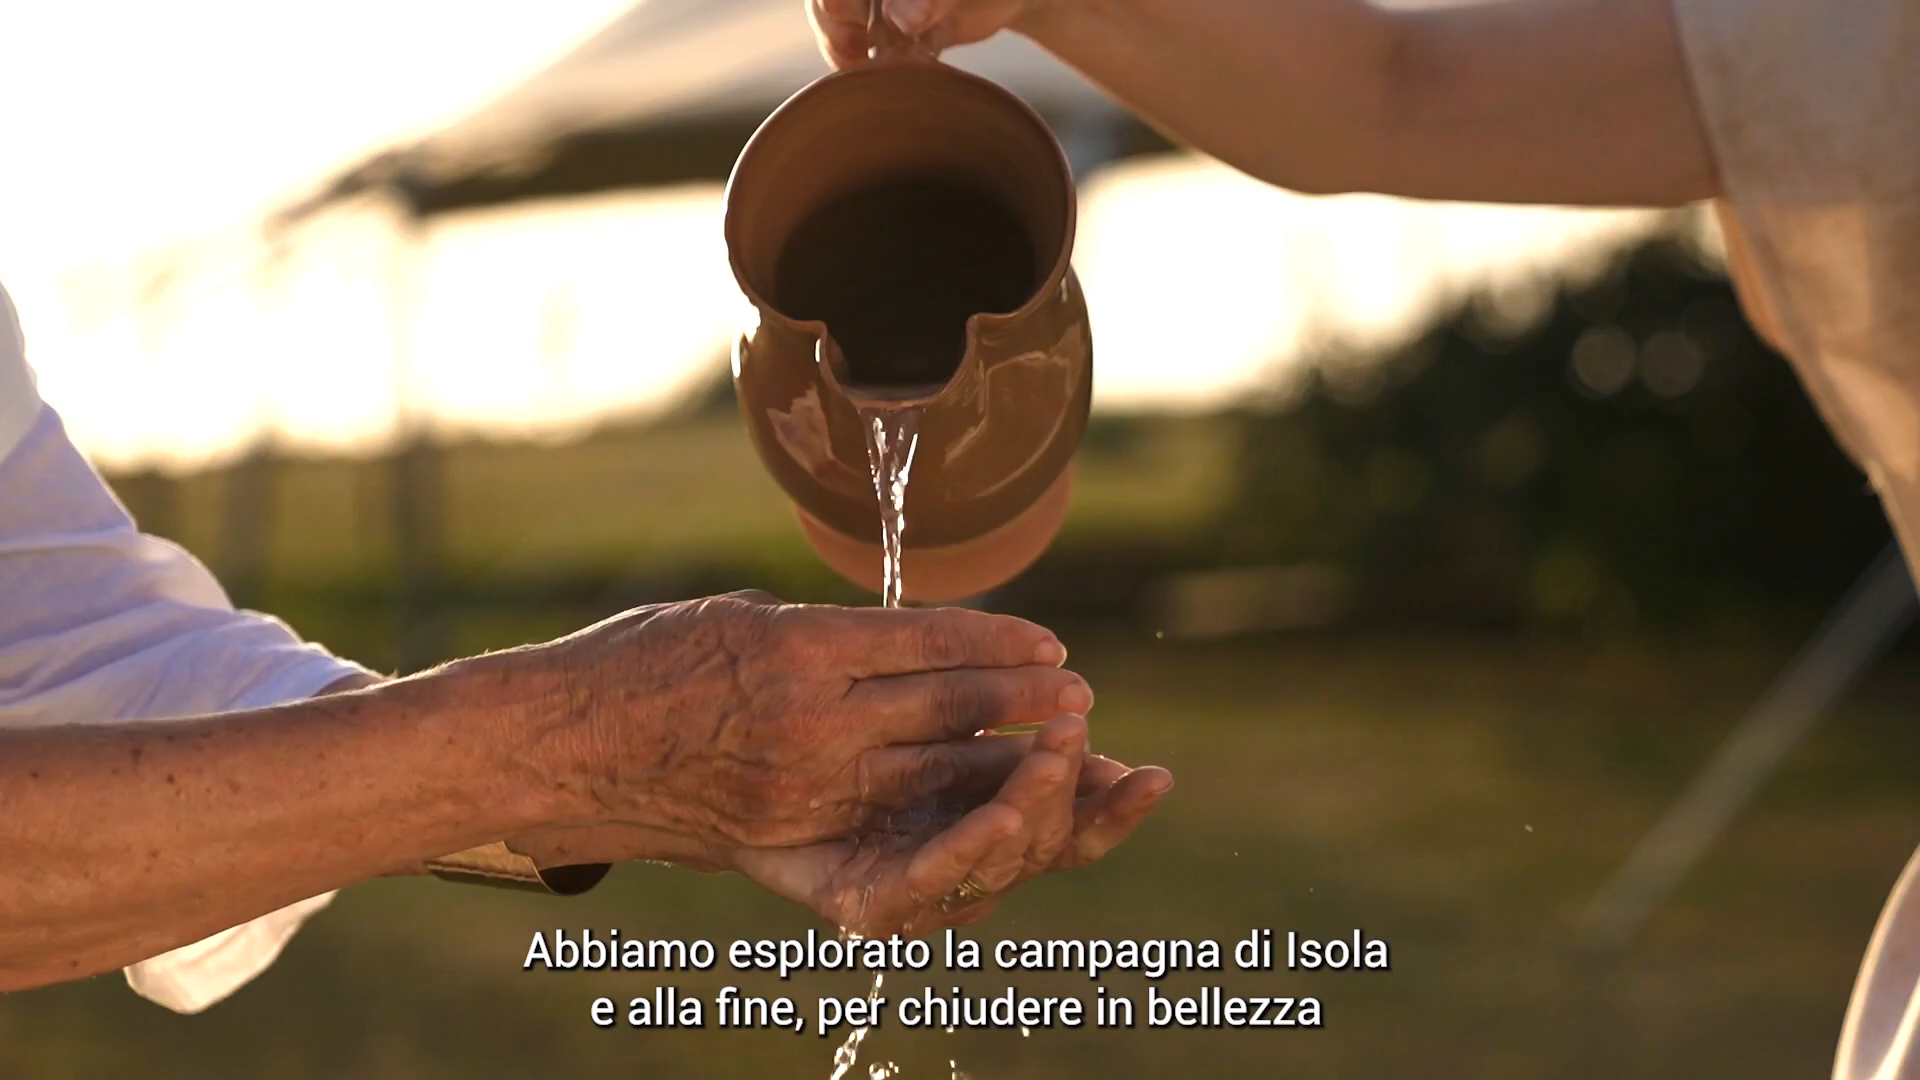 Abbiamo esplorato la campagna di Isola
e alla fine, per chiudere in bellezza